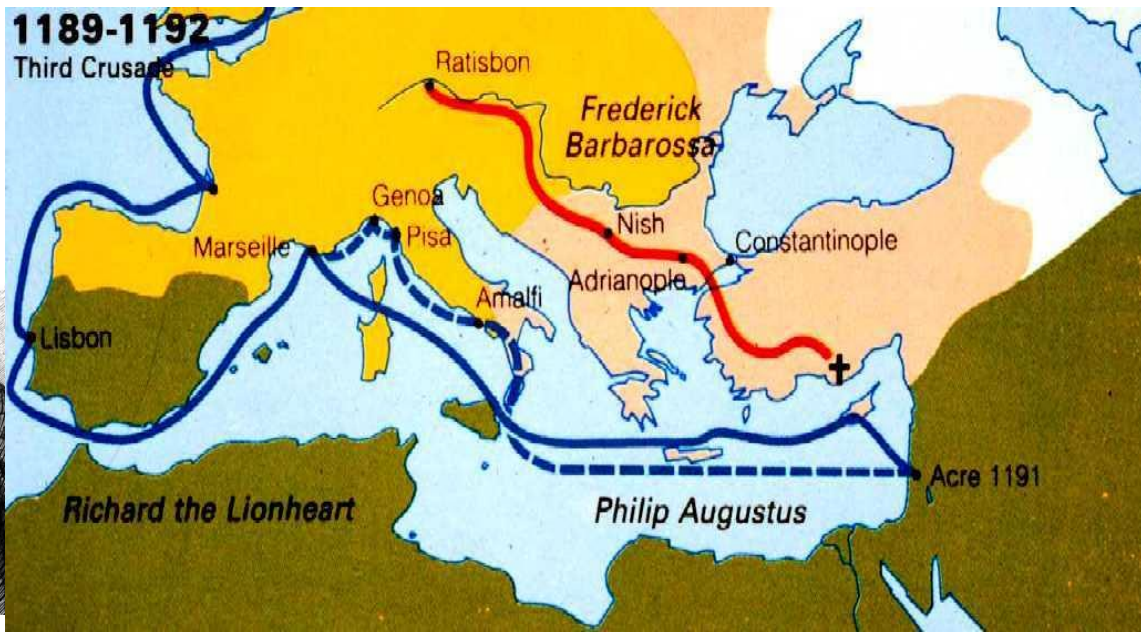 1189-1192
Third Crusade
Ratisbon
Frederick
Barbarossa
Genoa
Pisa
Marseille
Nish
Constantinople
Adrianople
Amalfi
Lisbon
Acre 1191
Richard the Lionheart
Philip Augustus